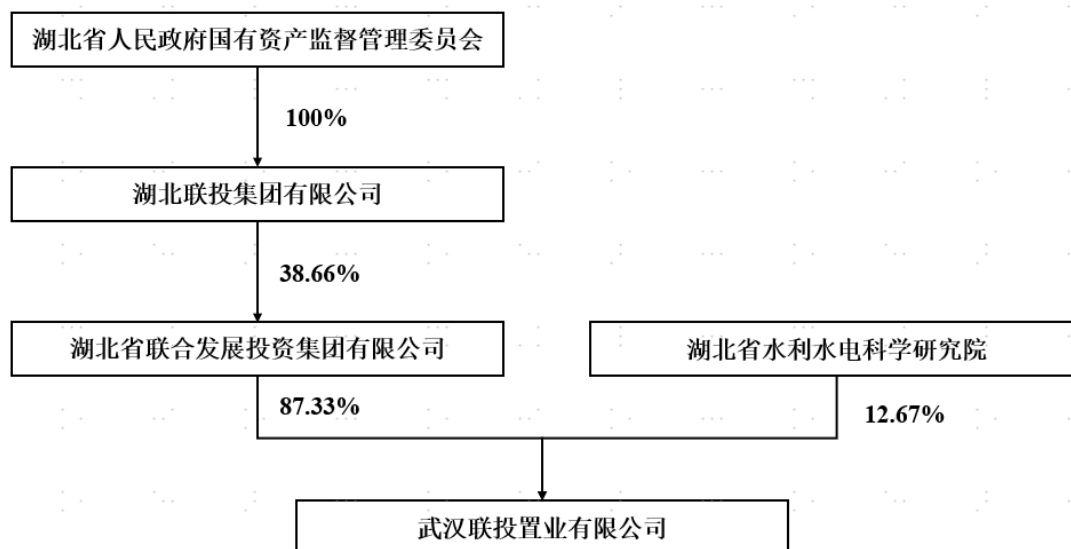 湖北省人民政府国有资产监督管理委员会
100%
湖北联投集团有限公司
38.66%
湖北省联合发展投资集团有限公司
湖北省水利水电科学研究院
87.33%
12.67%
武汉联投置业有限公司